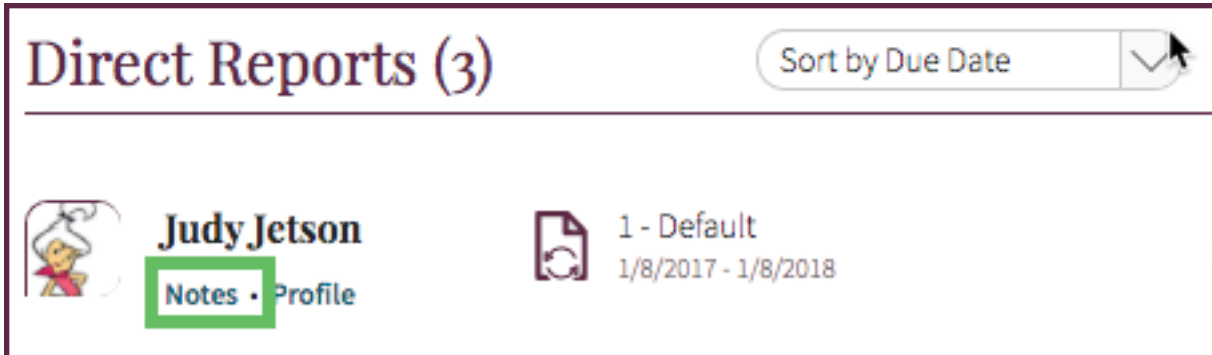 Direct Reports (3)
Sort by Due Date
Judy Jetson
Notes • Profile
1 - Default
1/8/2017 - 1/8/2018